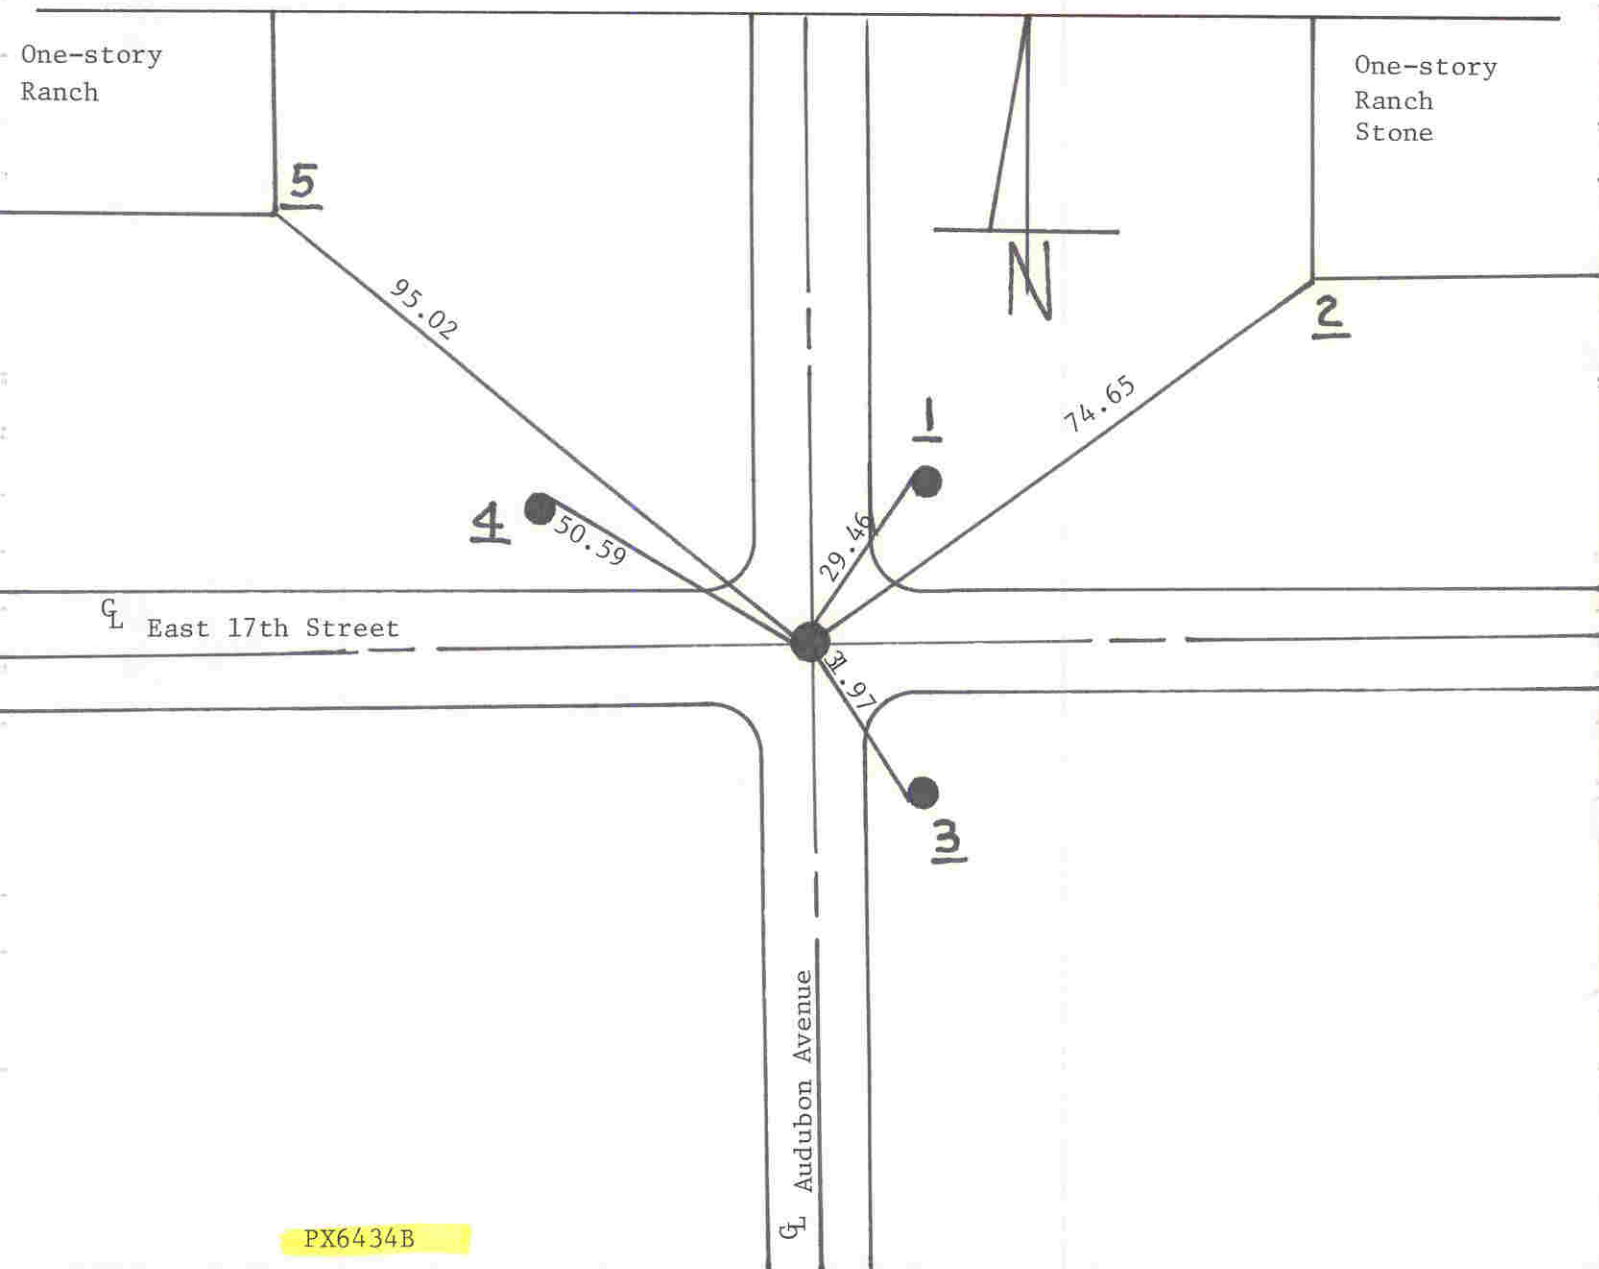 One-story
Ranch
One-story
Ranch
Stone
5
2
95.02
N
74.65
1
4
50.59
29.46
℄ East 17th Street
31.97
3
℄ Audubon Avenue
PX6434B